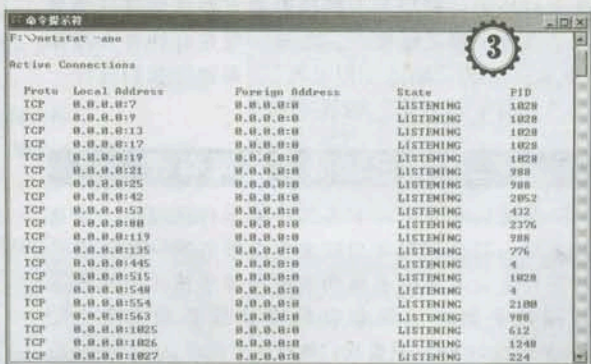 命令提示符
F:\>netstat -ano
3
Active Connections
Proto Local Address Foreign Address State PID
TCP 0.0.0.0:7 0.0.0.0:0 LISTENING 1028
TCP 0.0.0.0:9 0.0.0.0:0 LISTENING 1028
TCP 0.0.0.0:13 0.0.0.0:0 LISTENING 1028
TCP 0.0.0.0:17 0.0.0.0:0 LISTENING 1028
TCP 0.0.0.0:19 0.0.0.0:0 LISTENING 1028
TCP 0.0.0.0:21 0.0.0.0:0 LISTENING 988
TCP 0.0.0.0:25 0.0.0.0:0 LISTENING 988
TCP 0.0.0.0:42 0.0.0.0:0 LISTENING 2052
TCP 0.0.0.0:53 0.0.0.0:0 LISTENING 432
TCP 0.0.0.0:80 0.0.0.0:0 LISTENING 2376
TCP 0.0.0.0:119 0.0.0.0:0 LISTENING 988
TCP 0.0.0.0:135 0.0.0.0:0 LISTENING 776
TCP 0.0.0.0:445 0.0.0.0:0 LISTENING 4
TCP 0.0.0.0:515 0.0.0.0:0 LISTENING 1028
TCP 0.0.0.0:548 0.0.0.0:0 LISTENING 4
TCP 0.0.0.0:554 0.0.0.0:0 LISTENING 2100
TCP 0.0.0.0:563 0.0.0.0:0 LISTENING 988
TCP 0.0.0.0:1025 0.0.0.0:0 LISTENING 612
TCP 0.0.0.0:1026 0.0.0.0:0 LISTENING 1240
TCP 0.0.0.0:1027 0.0.0.0:0 LISTENING 224